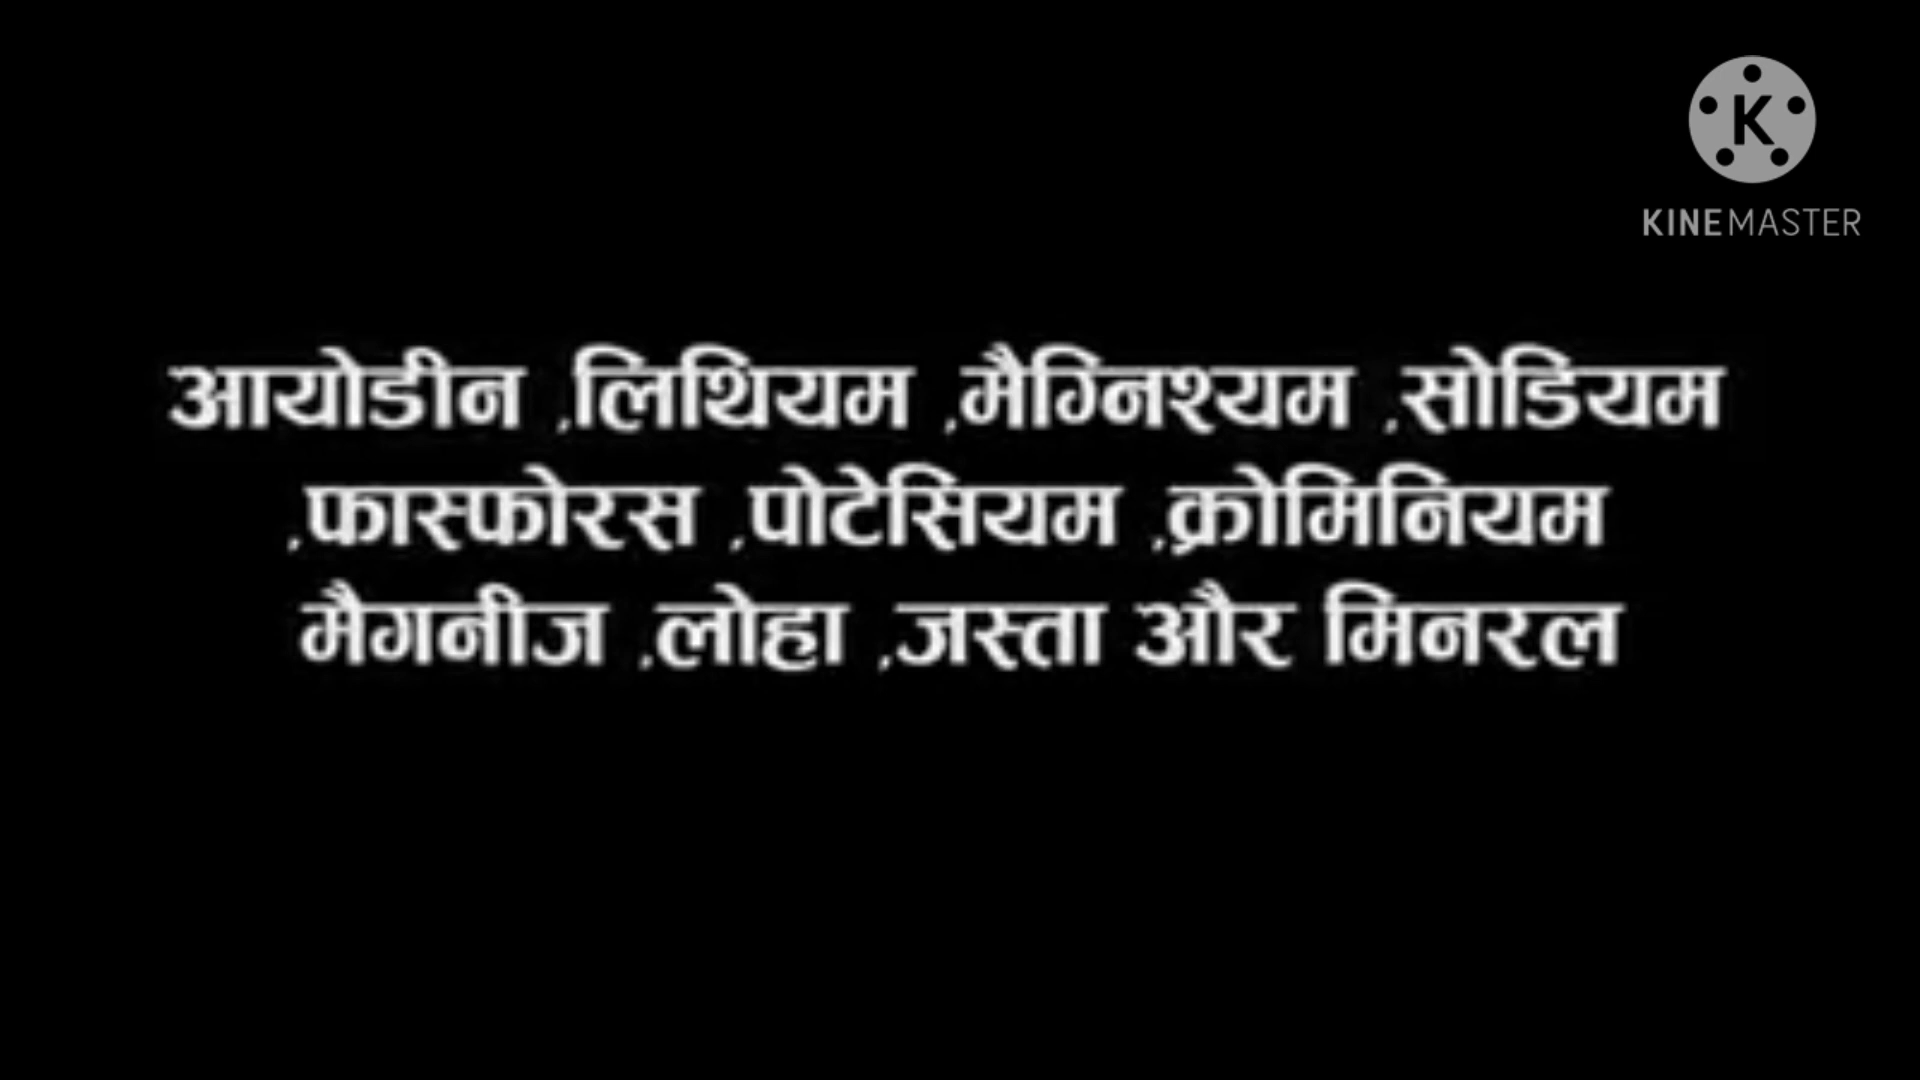 K
KINEMASTER
आयोडीन ,लिथियम ,मैग्निश्यम ,सोडियम
,फास्फोरस ,पोटेसियम ,क्रोमिनियम
मैगनीज ,लोहा ,जस्ता और मिनरल